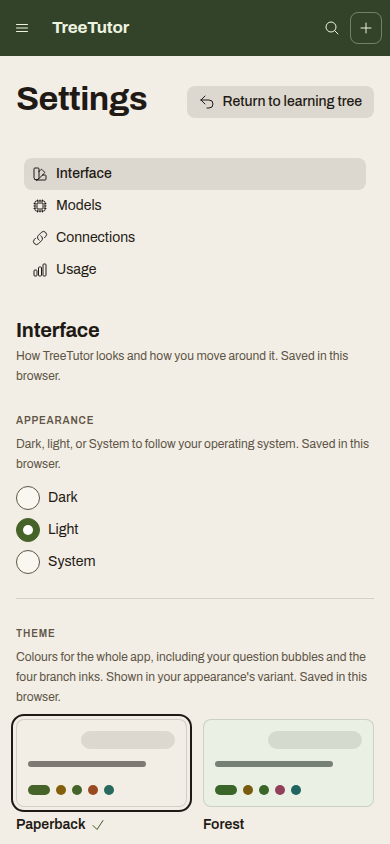 TreeTutor
Settings
Return to learning tree
Interface
Models
Connections
Usage
Interface
How TreeTutor looks and how you move around it. Saved in this
browser.
APPEARANCE
Dark, light, or System to follow your operating system. Saved in this
browser.
Dark
Light
System
THEME
Colours for the whole app, including your question bubbles and the
four branch inks. Shown in your appearance's variant. Saved in this
browser.
Paperback
Forest